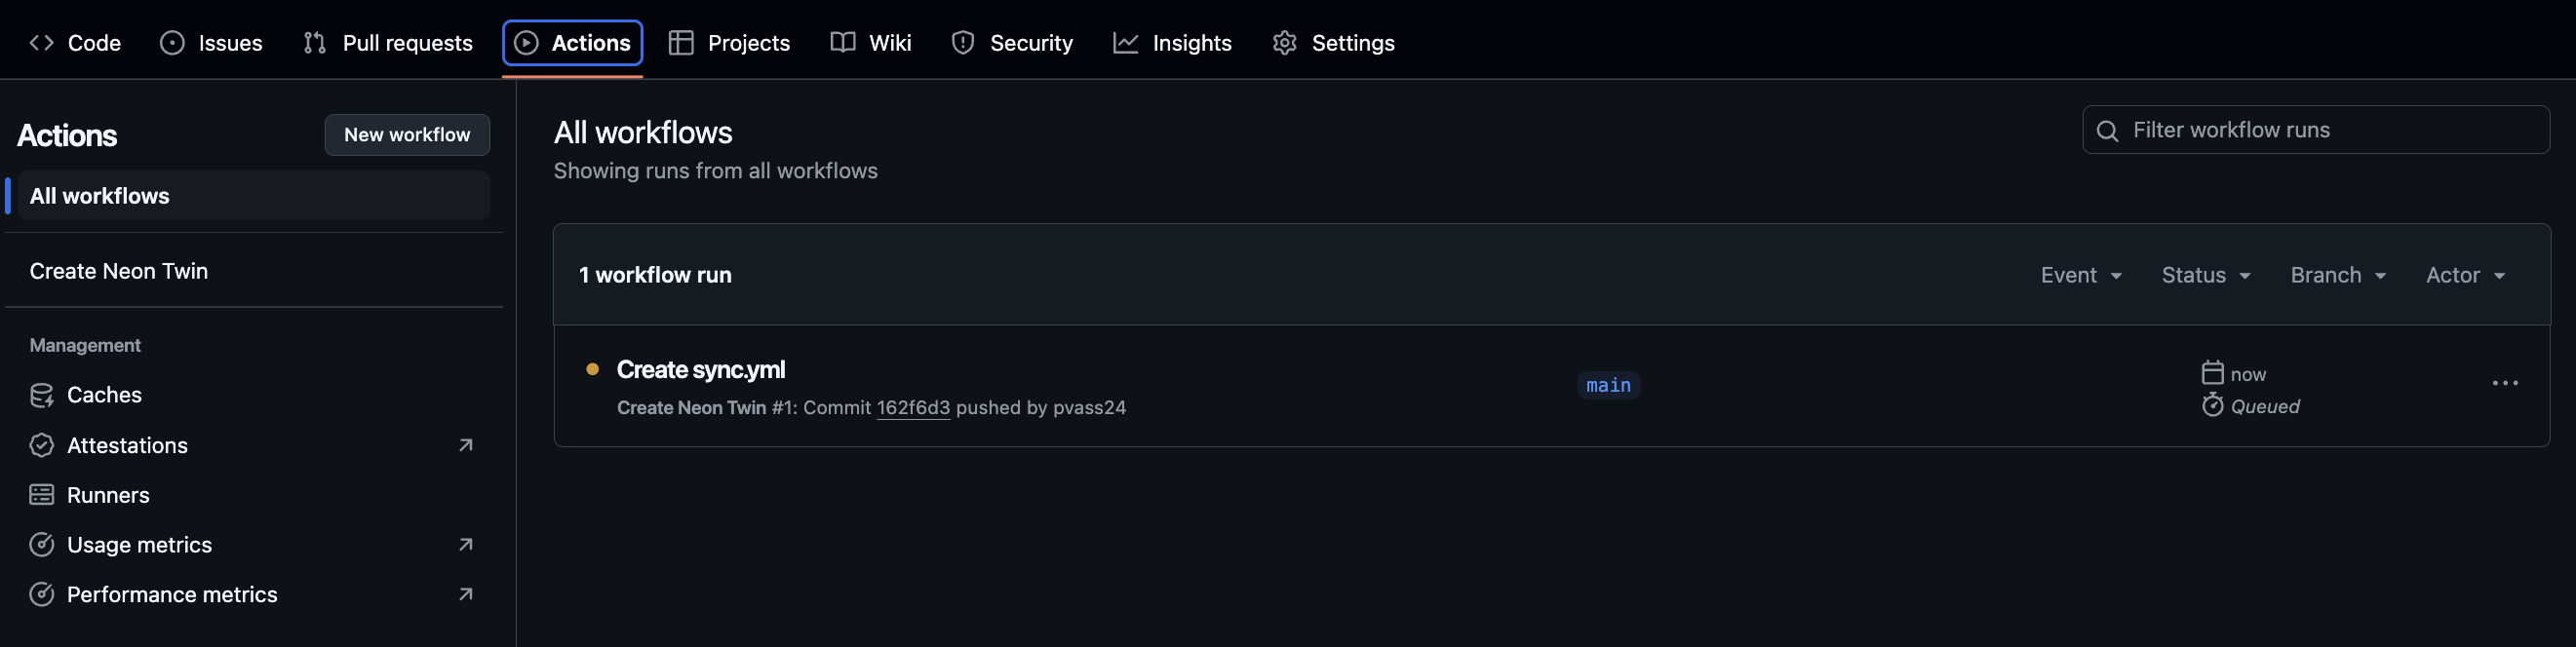 Code Issues Pull requests Actions Projects Wiki Security Insights Settings
Actions
New workflow
All workflows
Create Neon Twin
Management
Caches
Attestations
Runners
Usage metrics
Performance metrics
All workflows
Showing runs from all workflows
Filter workflow runs
1 workflow run
Event Status Branch Actor
Create sync.yml
Create Neon Twin #1: Commit 162f6d3 pushed by pvass24
main
now
Queued